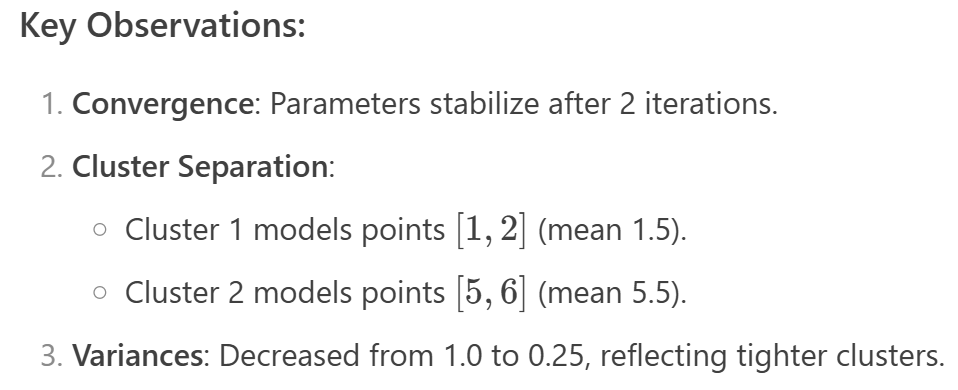 Key Observations:
1. Convergence: Parameters stabilize after 2 iterations.
2. Cluster Separation:
○ Cluster 1 models points [1, 2] (mean 1.5).
○ Cluster 2 models points [5, 6] (mean 5.5).
3. Variances: Decreased from 1.0 to 0.25, reflecting tighter clusters.